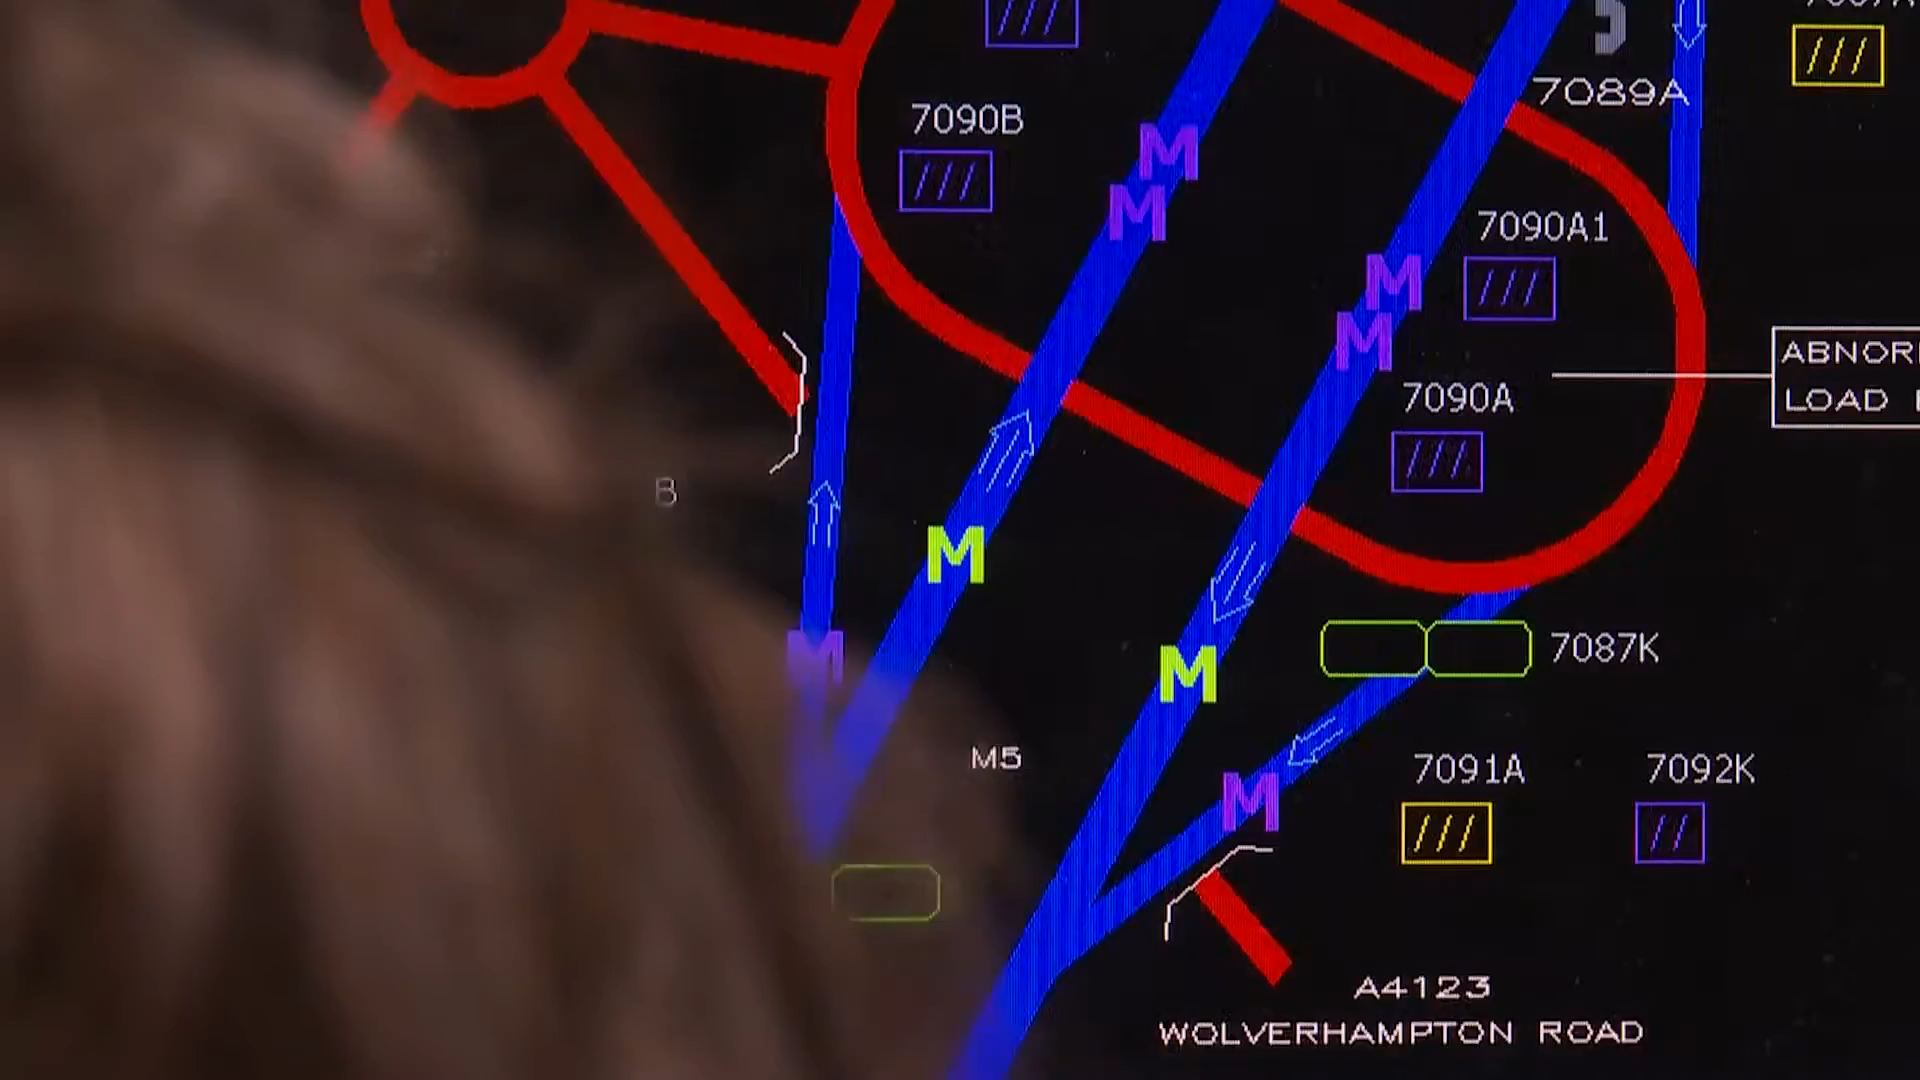 7089A
7090B
M
M
7090A1
M
M
ABNOR
7090A
LOAD
B
M
M
M
7087K
M5
7091A
7092K
M
A4123
WOLVERHAMPTON ROAD